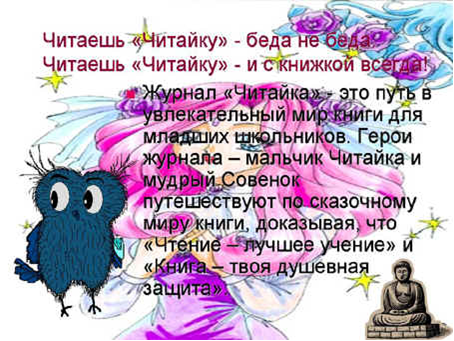 Читаешь «Читайку» - беда не беда..
Читаешь «Читайку» - и с книжкой всегда!
Журнал «Читайка» - это путь в
увлекательный мир книги для
младших школьников. Герои
журнала – мальчик Читайка и
мудрый Совенок
путешествуют по сказочному
миру книги, доказывая, что
«Чтение – лучшее учение» и
«Книга – твоя душевная
защита».